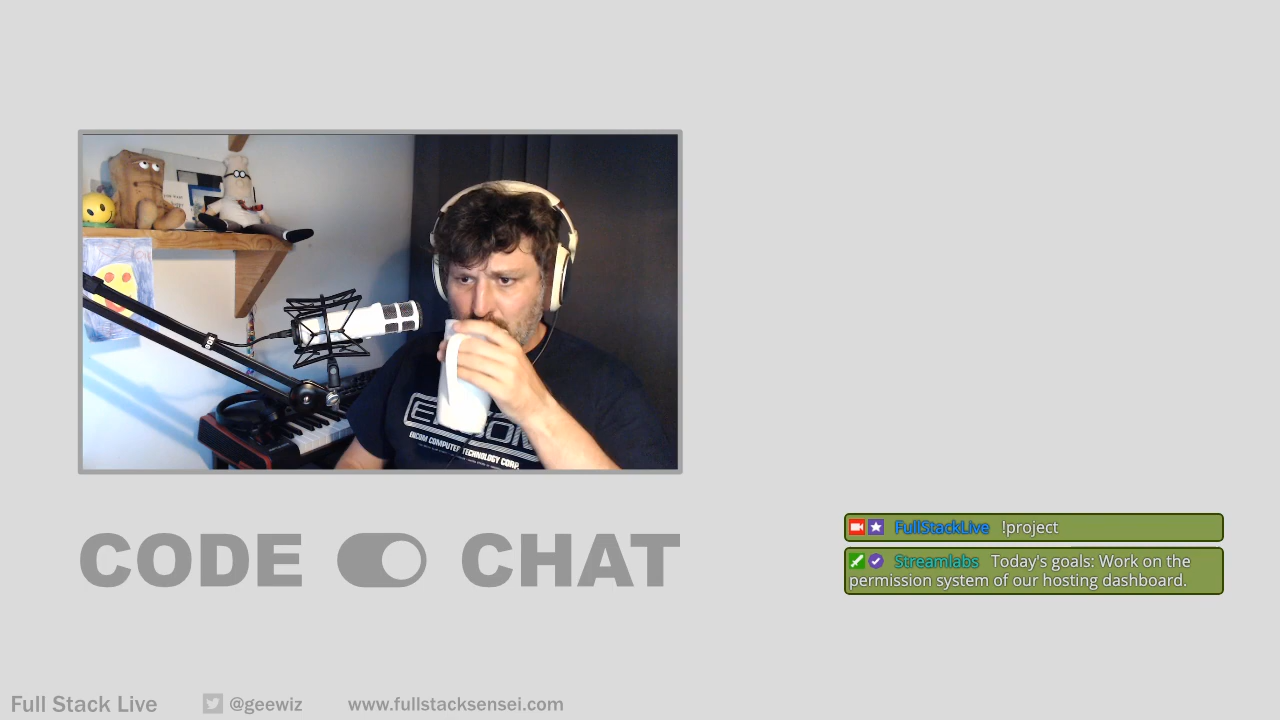 ENCOM COMPUTER TECHNOLOGY CORP.
CODE CHAT
FullStackLive !project
Streamlabs Today's goals: Work on the
permission system of our hosting dashboard.
Full Stack Live @geewiz www.fullstacksensei.com